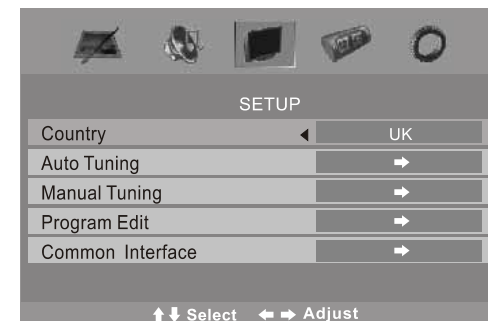 SETUP
Country UK
Auto Tuning
Manual Tuning
Program Edit
Common Interface
Select Adjust